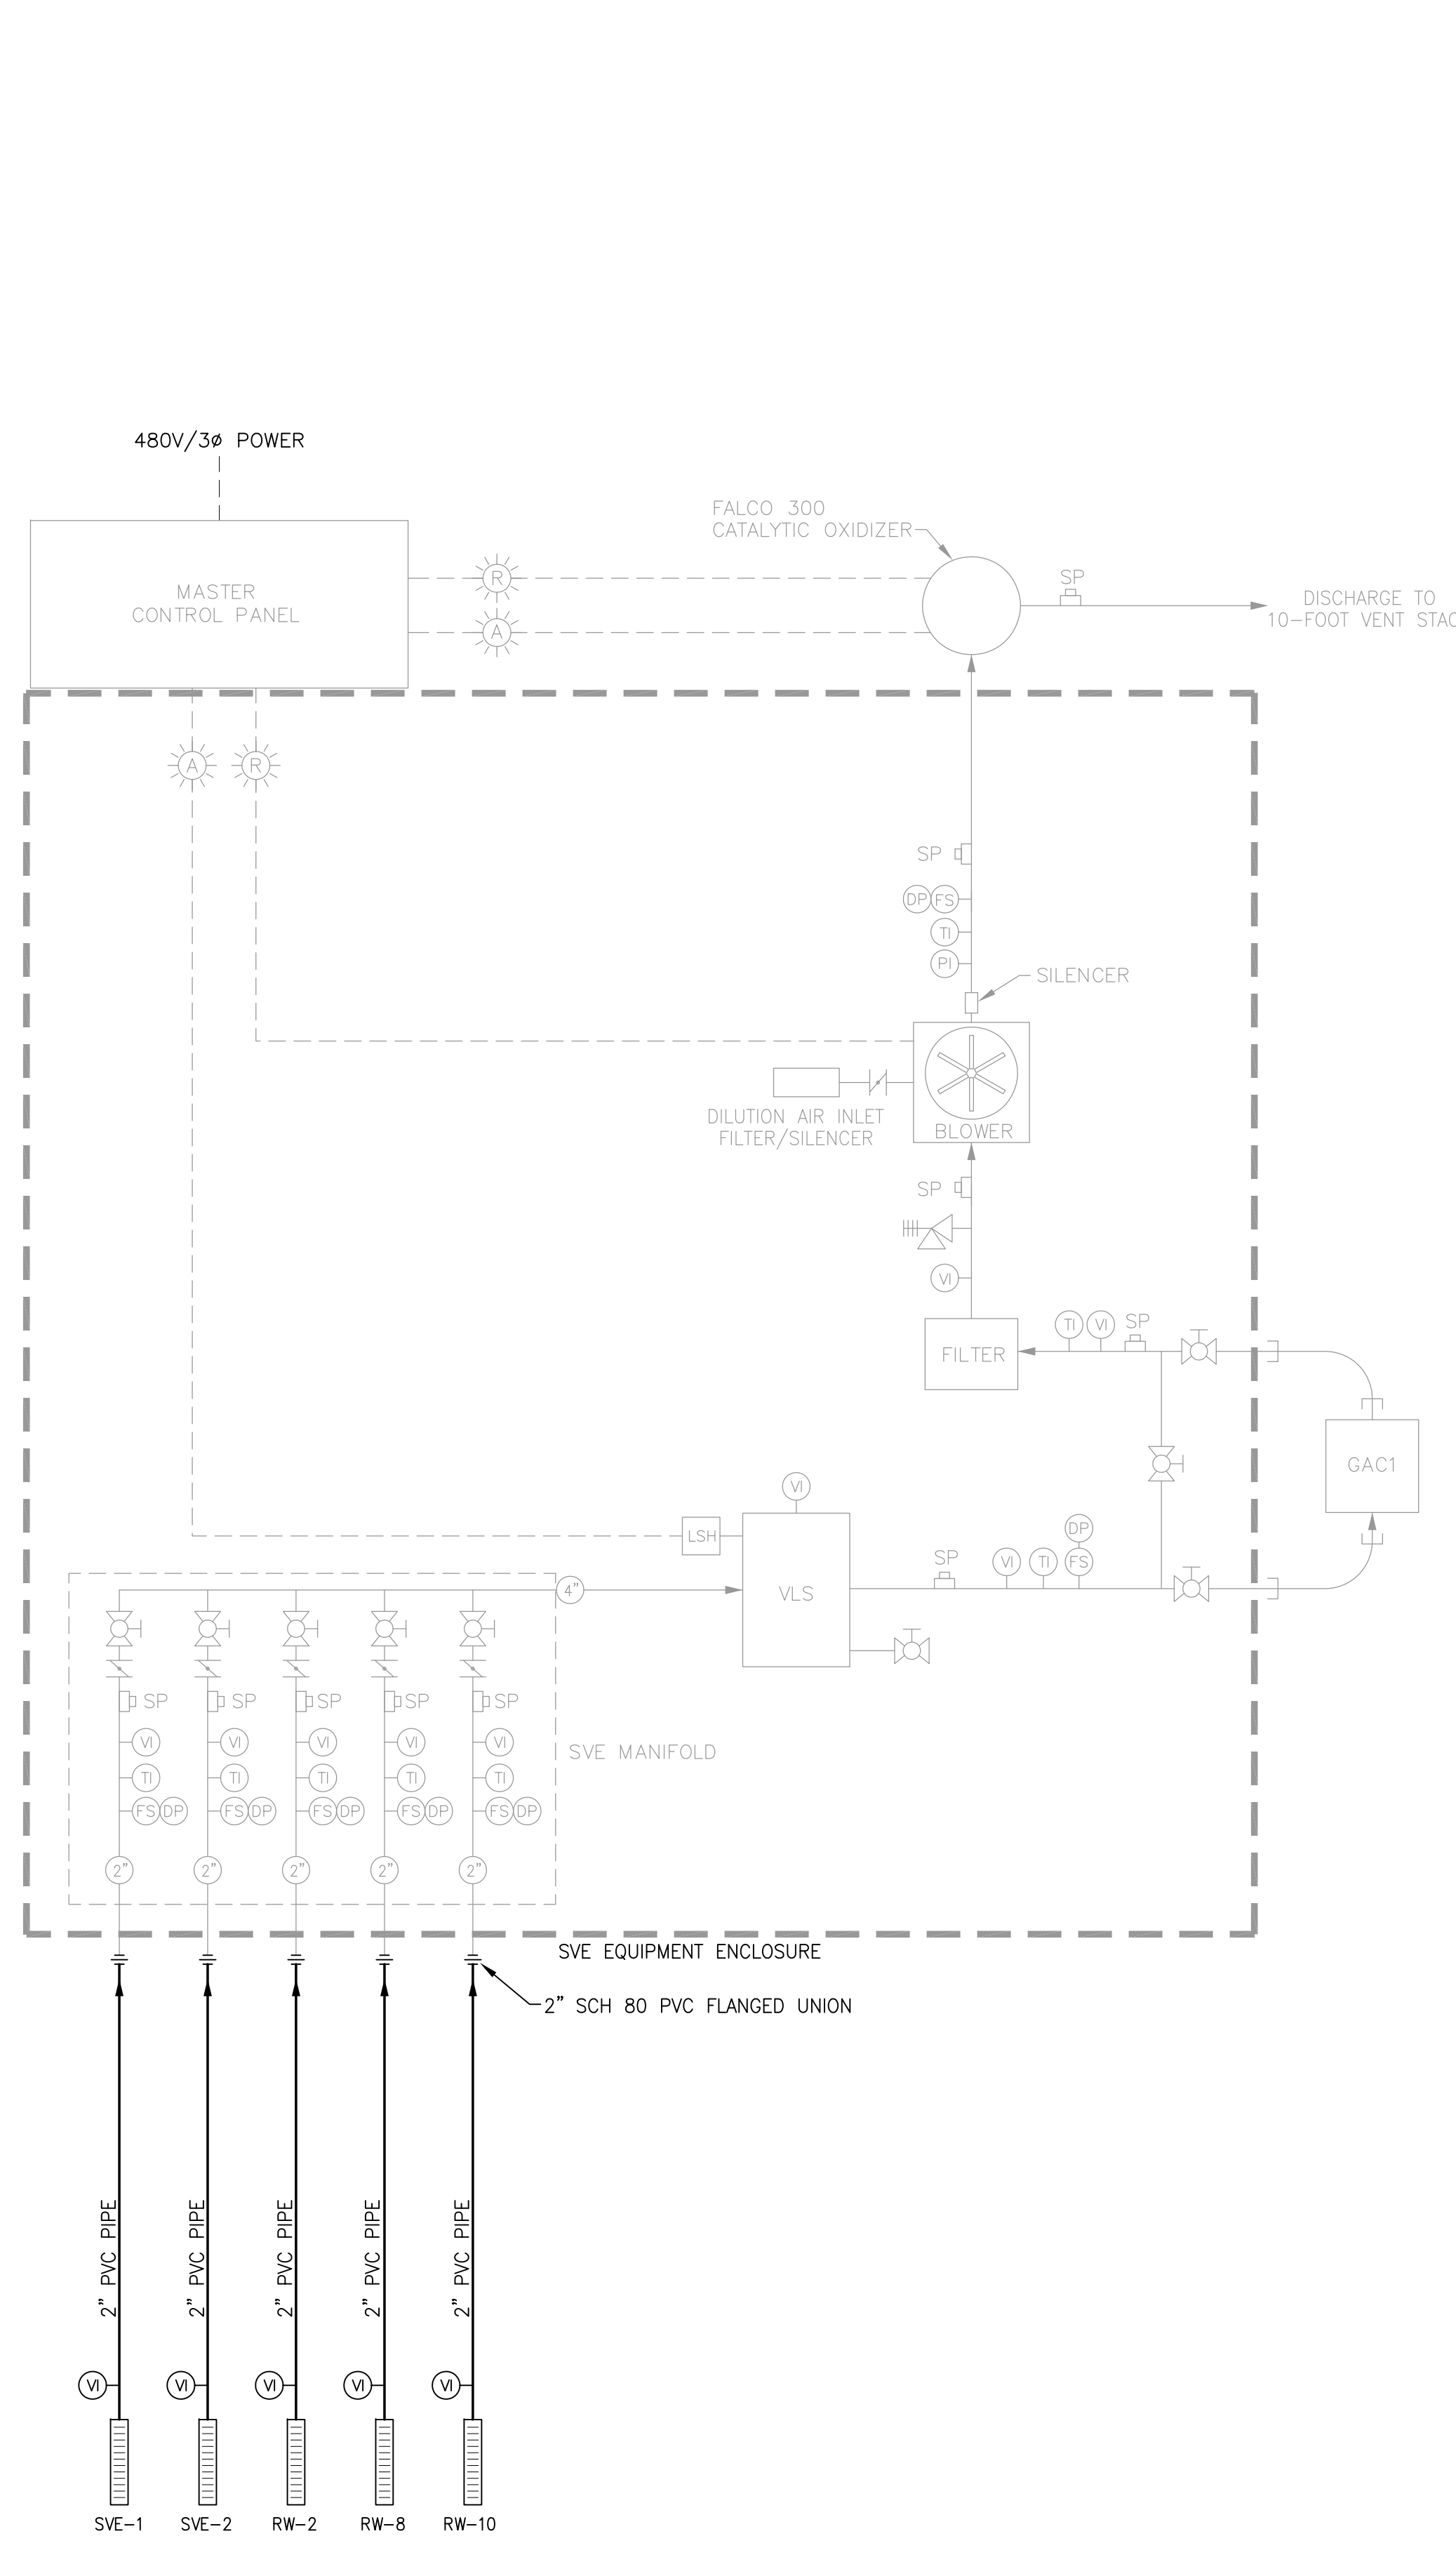 480V/3ø POWER
FALCO 300
CATALYTIC OXIDIZER
MASTER
CONTROL PANEL
R
A
SP
DISCHARGE TO
10-FOOT VENT STAC
A
R
SP
DP FS
TI
PI
SILENCER
BLOWER
DILUTION AIR INLET
FILTER/SILENCER
SP
VI
FILTER
TI VI SP
GAC1
VI
LSH
VLS
SP VI TI DP
FS
4"
SP SP SP SP SP
VI VI VI VI VI
SVE MANIFOLD
TI TI TI TI TI
FS DP FS DP FS DP FS DP FS DP
2" 2" 2" 2" 2"
SVE EQUIPMENT ENCLOSURE
2" SCH 80 PVC FLANGED UNION
2" PVC PIPE
2" PVC PIPE
2" PVC PIPE
2" PVC PIPE
2" PVC PIPE
VI VI VI VI VI
SVE-1 SVE-2 RW-2 RW-8 RW-10